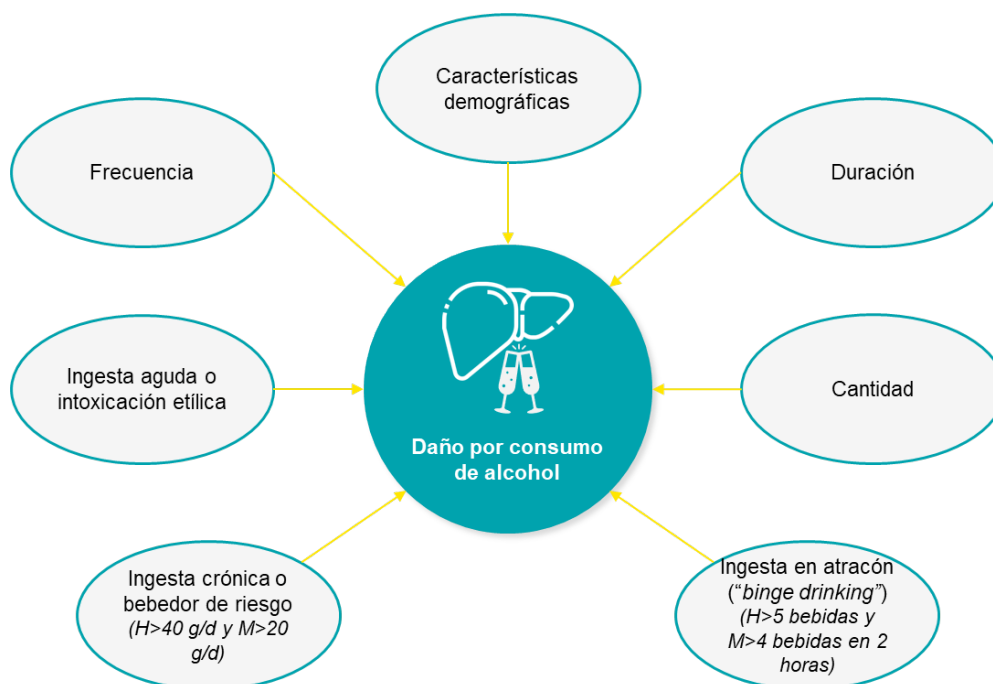 Características
demográficas
Frecuencia
Duración
Ingesta aguda o
intoxicación etílica
Cantidad
Daño por consumo
de alcohol
Ingesta crónica o
bebedor de riesgo
(H>40 g/d y M>20
g/d)
Ingesta en atracón
(“binge drinking”)
(H>5 bebidas y
M>4 bebidas en 2
horas)